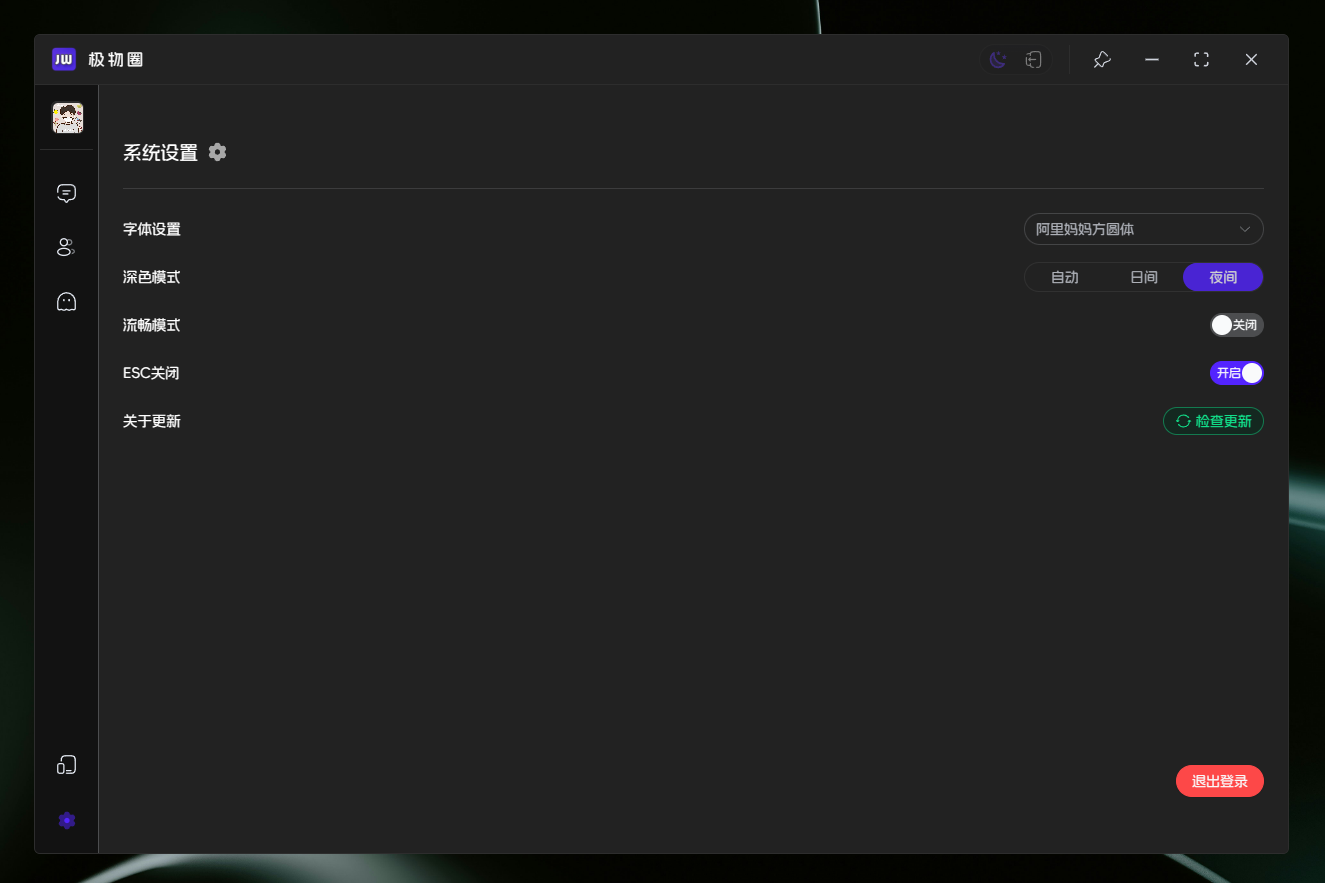 JW 极物圈
系统设置
字体设置 阿里妈妈方圆体
深色模式 自动 日间 夜间
流畅模式 关闭
ESC关闭 开启
关于更新 检查更新
退出登录